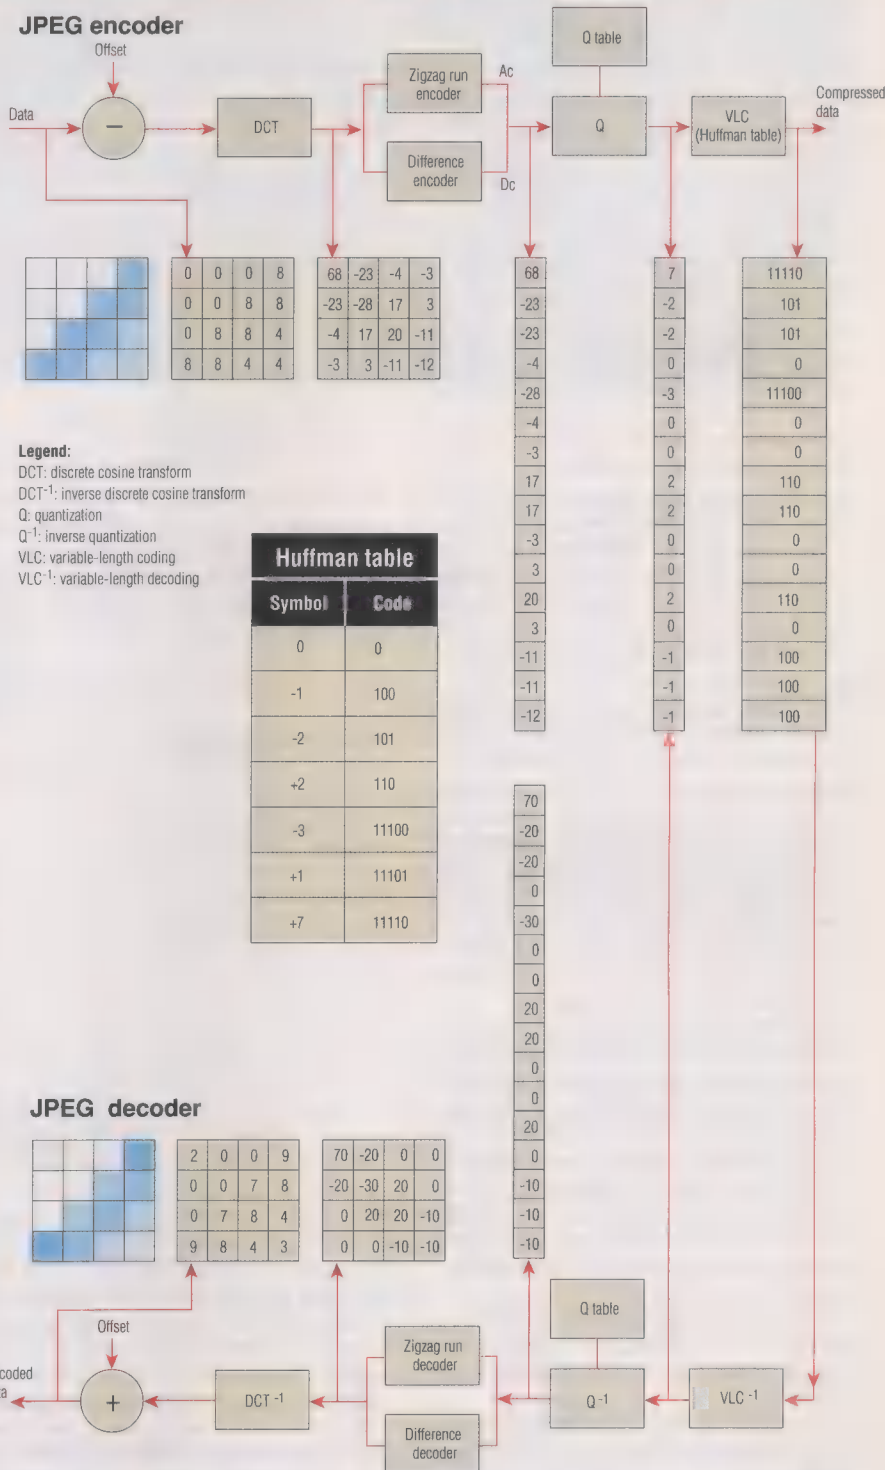 JPEG encoder
Offset
Data
−
DCT
Zigzag run
encoder
Ac
Difference
encoder
Dc
Q table
Q
VLC
(Huffman table)
Compressed
data
0 0 0 8
0 0 8 8
0 8 8 4
8 8 4 4
68 -23 -4 -3
-23 -28 17 3
-4 17 20 -11
-3 3 -11 -12
68
-23
-23
-4
-28
-4
-3
17
17
-3
3
20
3
-11
-11
-12
7
-2
-2
0
-3
0
0
2
2
0
0
2
0
-1
-1
-1
11110
101
101
0
11100
0
0
110
110
0
0
110
0
100
100
100
Legend:
DCT: discrete cosine transform
DCT-1: inverse discrete cosine transform
Q: quantization
Q-1: inverse quantization
VLC: variable-length coding
VLC-1: variable-length decoding
Huffman table
Symbol Code
0 0
-1 100
-2 101
+2 110
-3 11100
+1 11101
+7 11110
70
-20
-20
0
-30
0
0
20
20
0
0
20
0
-10
-10
-10
JPEG decoder
2 0 0 9
0 0 7 8
0 7 8 4
9 8 4 3
70 -20 0 0
-20 -30 20 0
0 20 20 -10
0 0 -10 -10
Offset
+
DCT -1
Zigzag run
decoder
Difference
decoder
Q table
Q-1
VLC -1